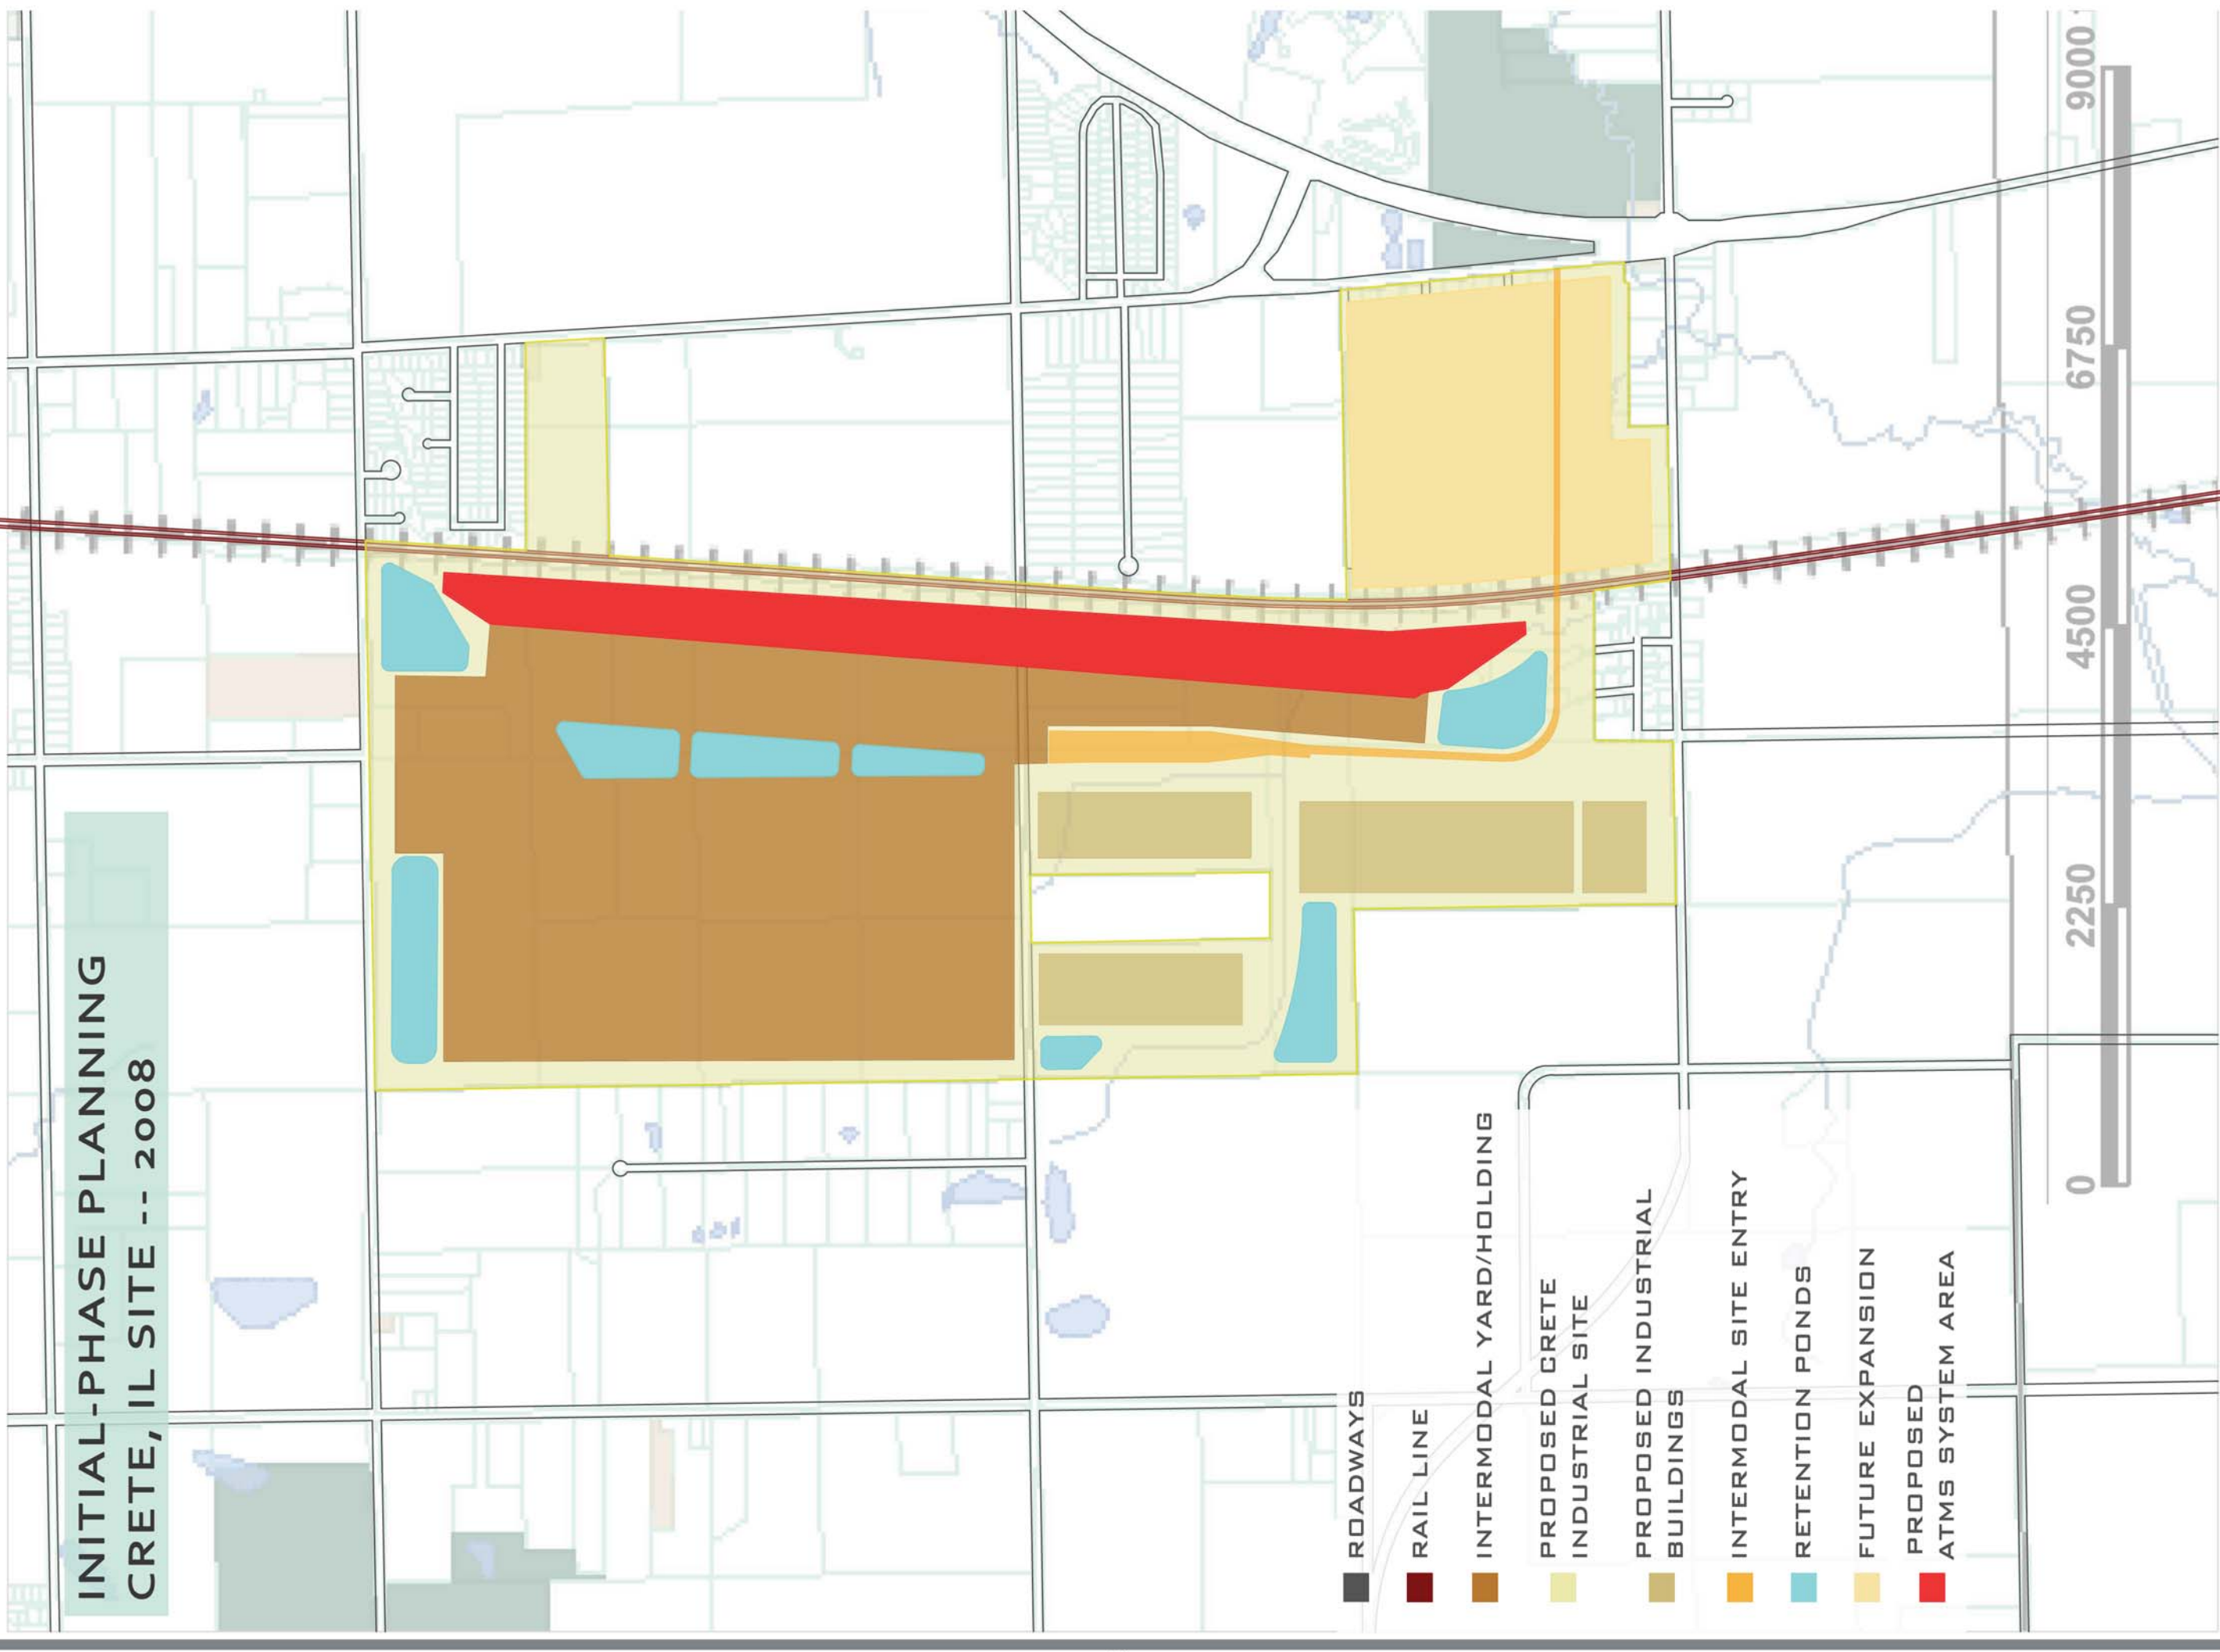 INITIAL-PHASE PLANNING
CRETE, IL SITE --- 2008
ROADWAYS
RAIL LINE
INTERMODAL YARD/HOLDING
PROPOSED CRETE
INDUSTRIAL SITE
PROPOSED INDUSTRIAL
BUILDINGS
INTERMODAL SITE ENTRY
RETENTION PONDS
FUTURE EXPANSION
PROPOSED
ATMS SYSTEM AREA
0 2250 4500 6750 9000